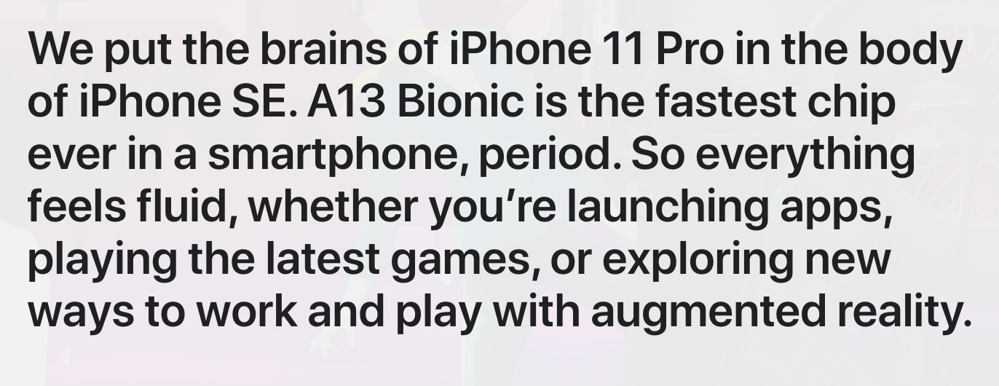 We put the brains of iPhone 11 Pro in the body
of iPhone SE. A13 Bionic is the fastest chip
ever in a smartphone, period. So everything
feels fluid, whether you’re launching apps,
playing the latest games, or exploring new
ways to work and play with augmented reality.